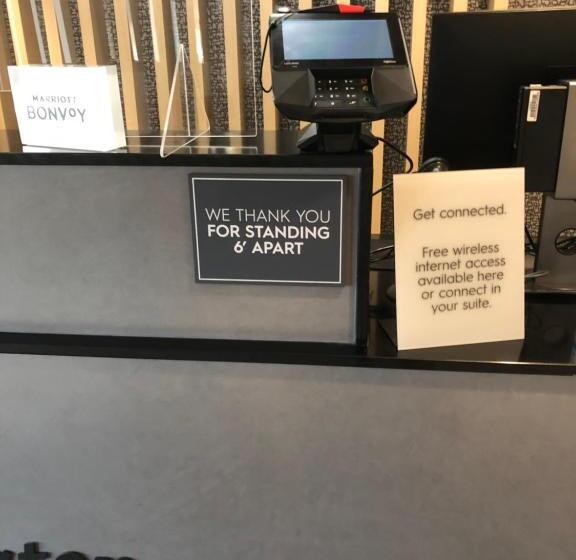 MARRIOTT
BONVOY
WE THANK YOU
FOR STANDING
6' APART
Get connected.
Free wireless
internet access
available here
or connect in
your suite.